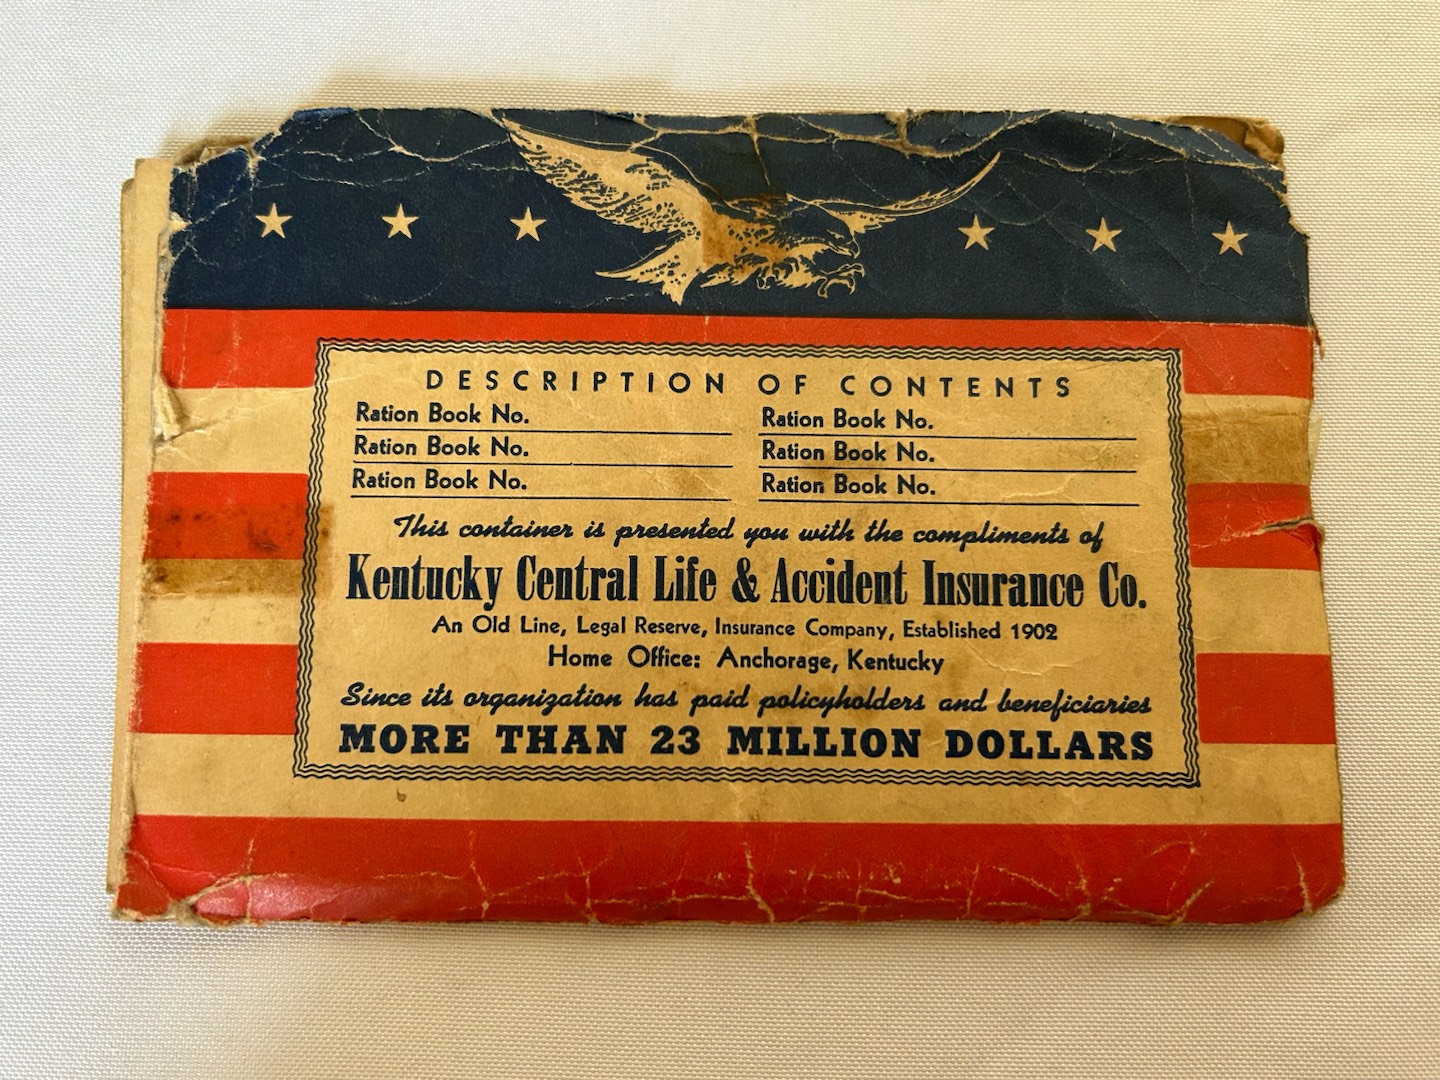 DESCRIPTION OF CONTENTS
Ration Book No. Ration Book No.
Ration Book No. Ration Book No.
Ration Book No. Ration Book No.
This container is presented you with the compliments of
Kentucky Central Life & Accident Insurance Co.
An Old Line, Legal Reserve, Insurance Company, Established 1902
Home Office: Anchorage, Kentucky
Since its organization has paid policyholders and beneficiaries
MORE THAN 23 MILLION DOLLARS